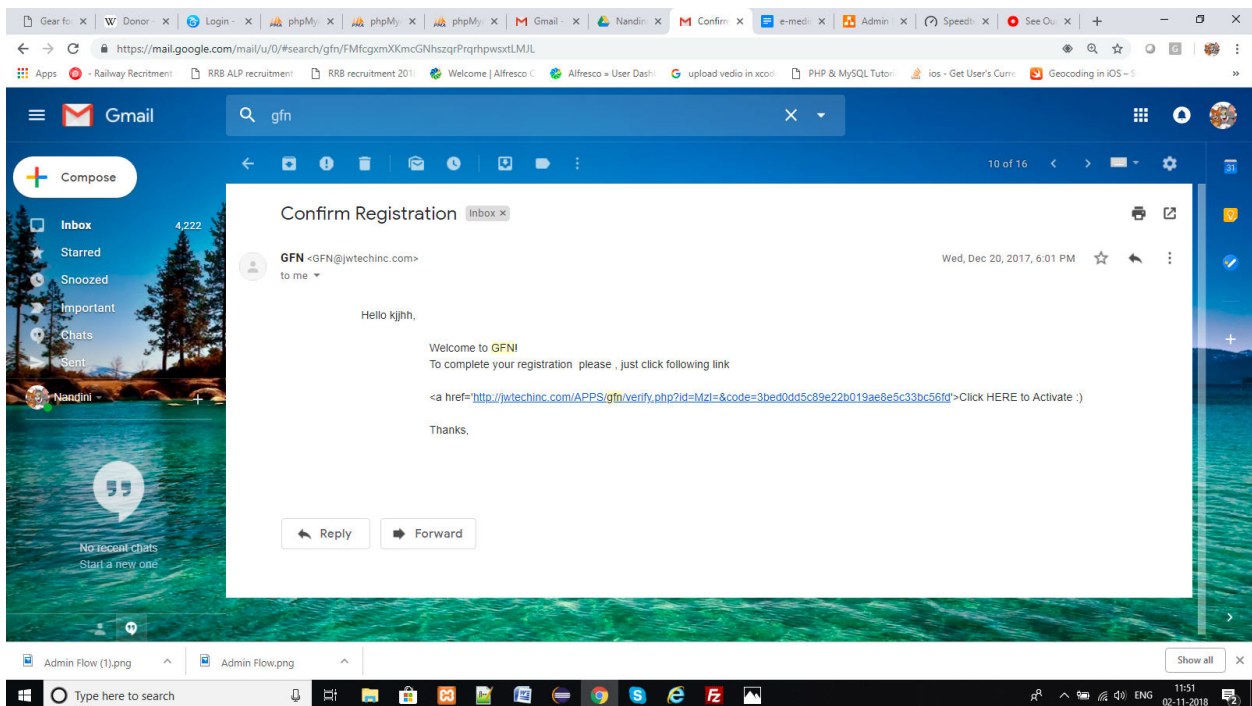 Gear fo
Donor -
Login -
phpMy
phpMy
phpMy
Gmail -
Nandin
Confirm
e-medi
Admin
Speedt
See Ou
https://mail.google.com/mail/u/0/#search/gfn/FMfcgxmXKmcGNhszqrPrqrhpwsxtLMJL
Apps
- Railway Recritment
RRB ALP recruitment
RRB recruitment 201
Welcome | Alfresco C
Alfresco » User Dash
upload vedio in xcod
PHP & MySQL Tutori
ios - Get User's Curre
Geocoding in iOS – S
Gmail
gfn
Compose
10 of 16
31
Inbox 4,222
Starred
Snoozed
Important
Chats
Sent
Nandini
No recent chats
Start a new one
Confirm Registration Inbox ×
GFN <GFN@jwtechinc.com> Wed, Dec 20, 2017, 6:01 PM
to me
Hello kjjhh,
Welcome to GFN!
To complete your registration please , just click following link
<a href='http://jwtechinc.com/APPS/gfn/verify.php?id=MzI=&code=3bed0dd5c89e22b019ae8e5c33bc56fd'>Click HERE to Activate :)
Thanks,
Reply Forward
Admin Flow (1).png
Admin Flow.png
Show all
Type here to search
ENG
11:51
02-11-2018
2